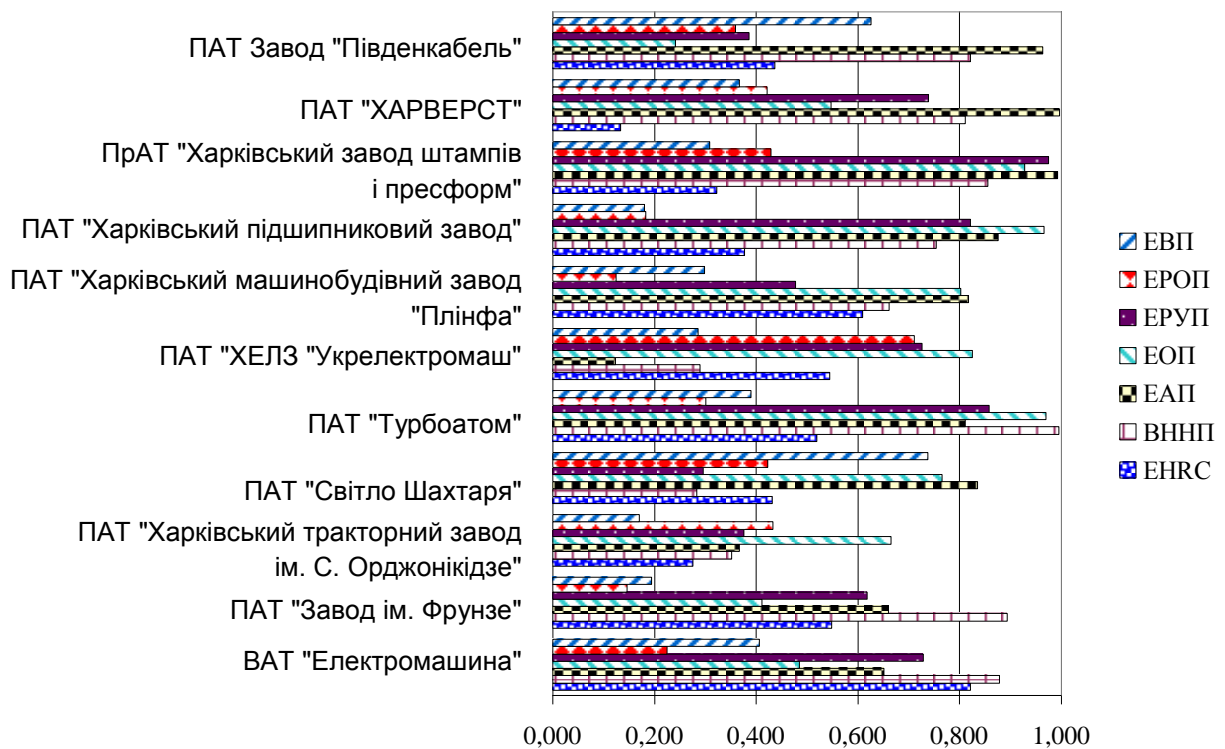 ПАТ Завод "Південкабель"
ПАТ "ХАРВЕРСТ"
ПрАТ "Харківський завод штампів
і пресформ"
ПАТ "Харківський підшипниковий завод"
ПАТ "Харківський машинобудівний завод
"Плінфа"
ПАТ "ХЕЛЗ "Укрелектромаш"
ПАТ "Турбоатом"
ПАТ "Світло Шахтаря"
ПАТ "Харківський тракторний завод
ім. С. Орджонікідзе"
ПАТ "Завод ім. Фрунзе"
ВАТ "Електромашина"
0,000 0,200 0,400 0,600 0,800 1,000
ЕВП
ЕРОП
ЕРУП
ЕОП
ЕАП
ВННП
EHRC